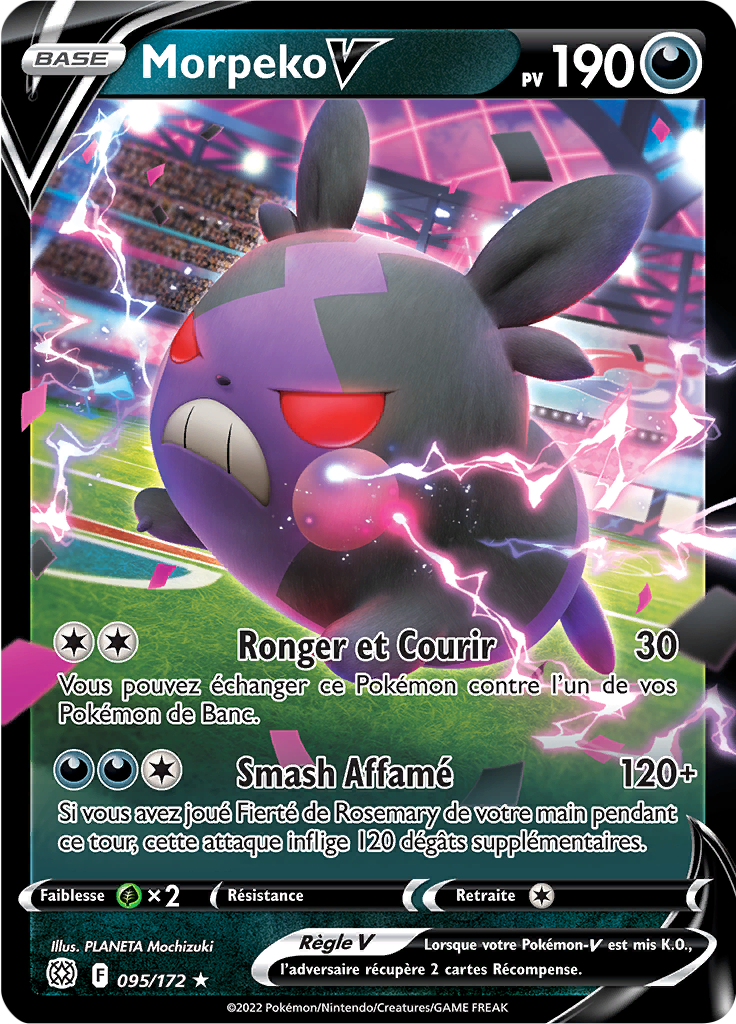 BASE
Morpeko V
PV 190
Ronger et Courir 30
Vous pouvez échanger ce Pokémon contre l'un de vos
Pokémon de Banc.
Smash Affamé 120+
Si vous avez joué Fierté de Rosemary de votre main pendant
ce tour, cette attaque inflige 120 dégâts supplémentaires.
Faiblesse ×2 Résistance Retraite
Illus. PLANETA Mochizuki
Règle V Lorsque votre Pokémon-V est mis K.O.,
l'adversaire récupère 2 cartes Récompense.
F 095/172 ★
©2022 Pokémon/Nintendo/Creatures/GAME FREAK